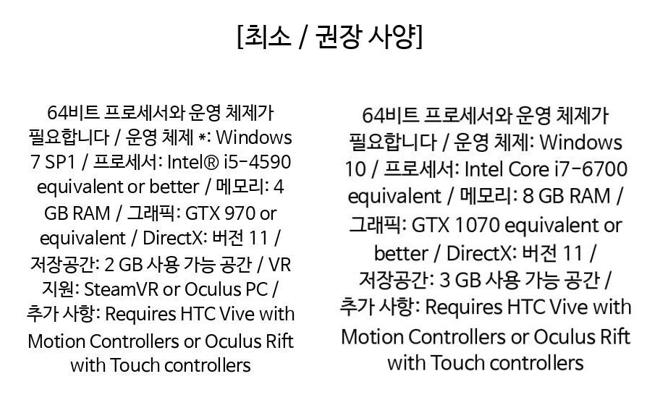 [최소 / 권장 사양]
64비트 프로세서와 운영 체제가
필요합니다 / 운영 체제 *: Windows
7 SP1 / 프로세서: Intel® i5-4590
equivalent or better / 메모리: 4
GB RAM / 그래픽: GTX 970 or
equivalent / DirectX: 버전 11 /
저장공간: 2 GB 사용 가능 공간 / VR
지원: SteamVR or Oculus PC /
추가 사항: Requires HTC Vive with
Motion Controllers or Oculus Rift
with Touch controllers
64비트 프로세서와 운영 체제가
필요합니다 / 운영 체제: Windows
10 / 프로세서: Intel Core i7-6700
equivalent / 메모리: 8 GB RAM /
그래픽: GTX 1070 equivalent or
better / DirectX: 버전 11 /
저장공간: 3 GB 사용 가능 공간 /
추가 사항: Requires HTC Vive with
Motion Controllers or Oculus Rift
with Touch controllers